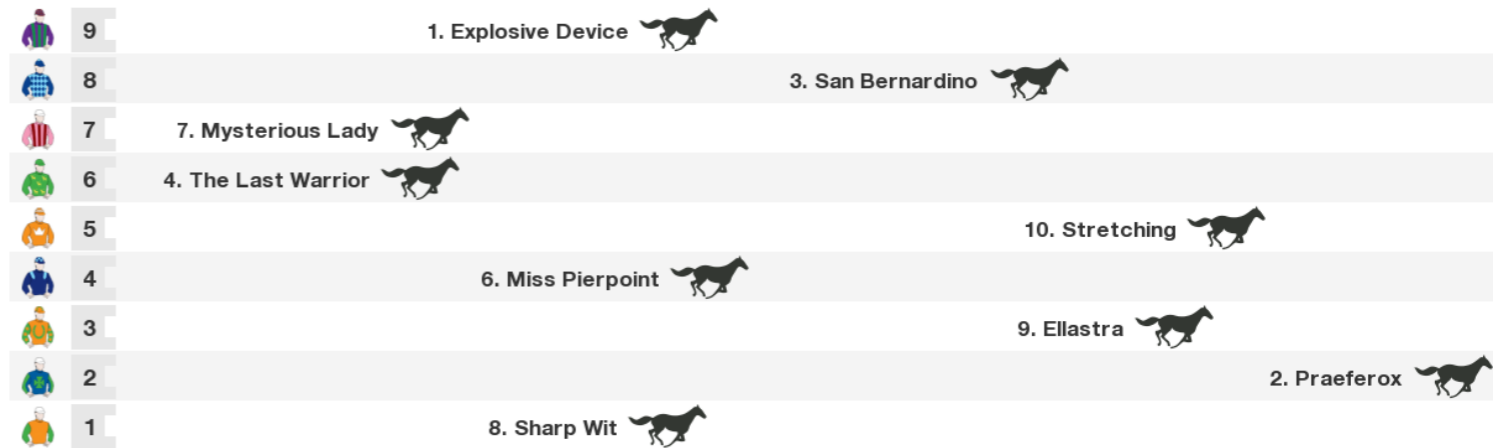 9 1. Explosive Device
8 3. San Bernardino
7 7. Mysterious Lady
6 4. The Last Warrior
5 10. Stretching
4 6. Miss Pierpoint
3 9. Ellastra
2 2. Praeferox
1 8. Sharp Wit